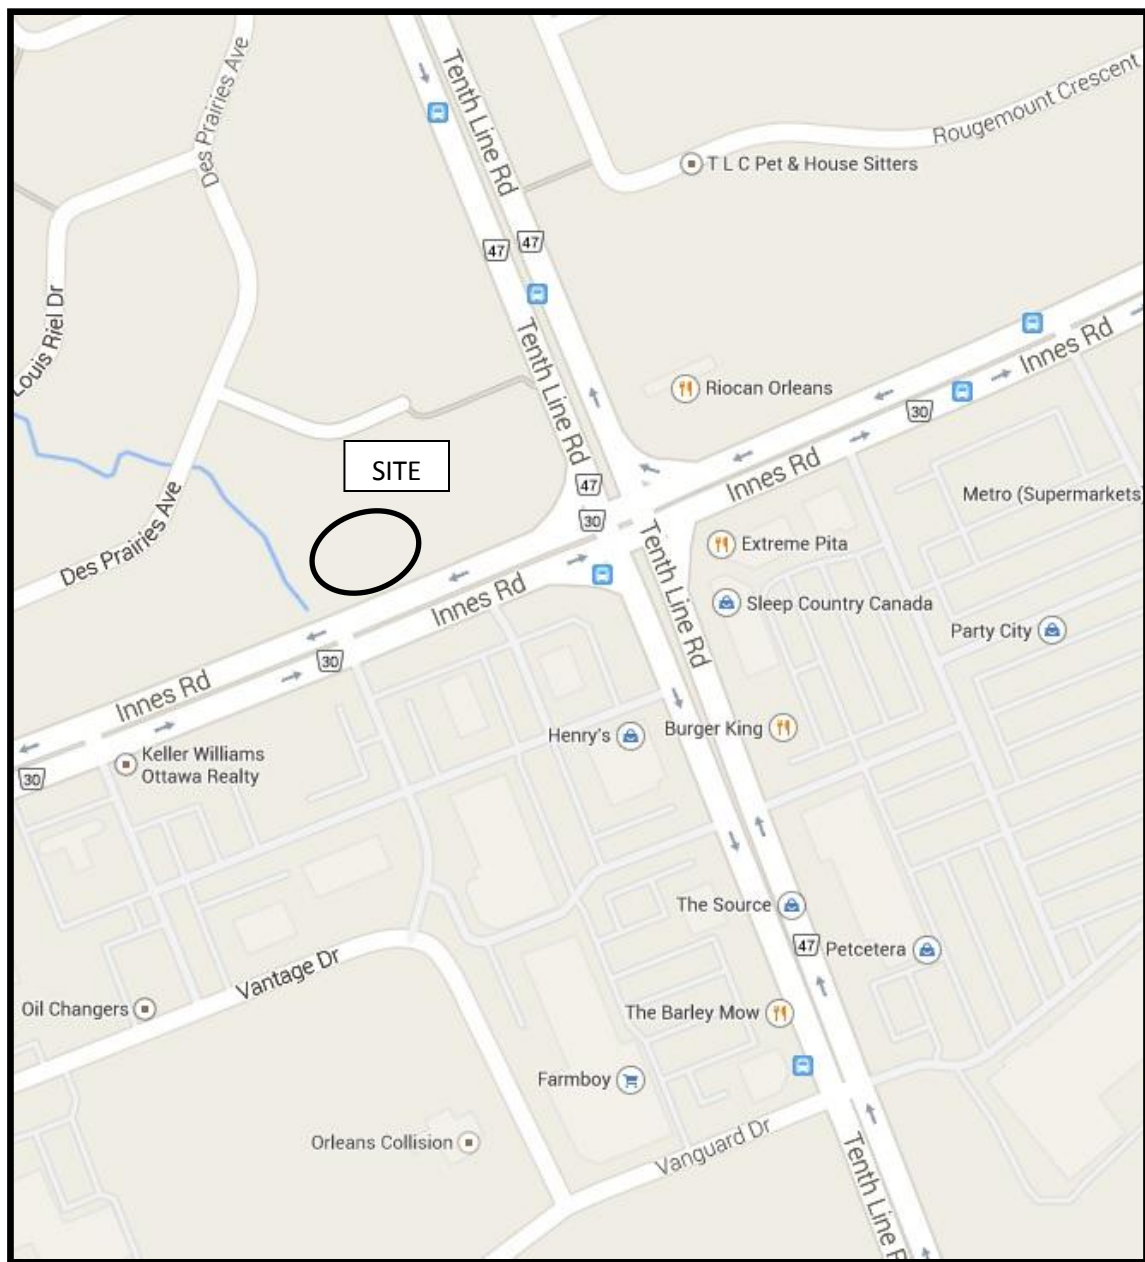 Des Prairies Ave
Tenth Line Rd
Rougemount Crescent
T L C Pet & House Sitters
47
47
Louis Riel Dr
Tenth Line Rd
Innes Rd
Riocan Orleans
30
SITE
47
30
Innes Rd
Metro (Supermarkets
Des Prairies Ave
Extreme Pita
Tenth Line Rd
Innes Rd
Sleep Country Canada
Party City
30
Innes Rd
Henry's
Burger King
Keller Williams
Ottawa Realty
30
The Source
47
Petcetera
Vantage Dr
Oil Changers
The Barley Mow
Farmboy
Orleans Collision
Vanguard Dr
Tenth Line R